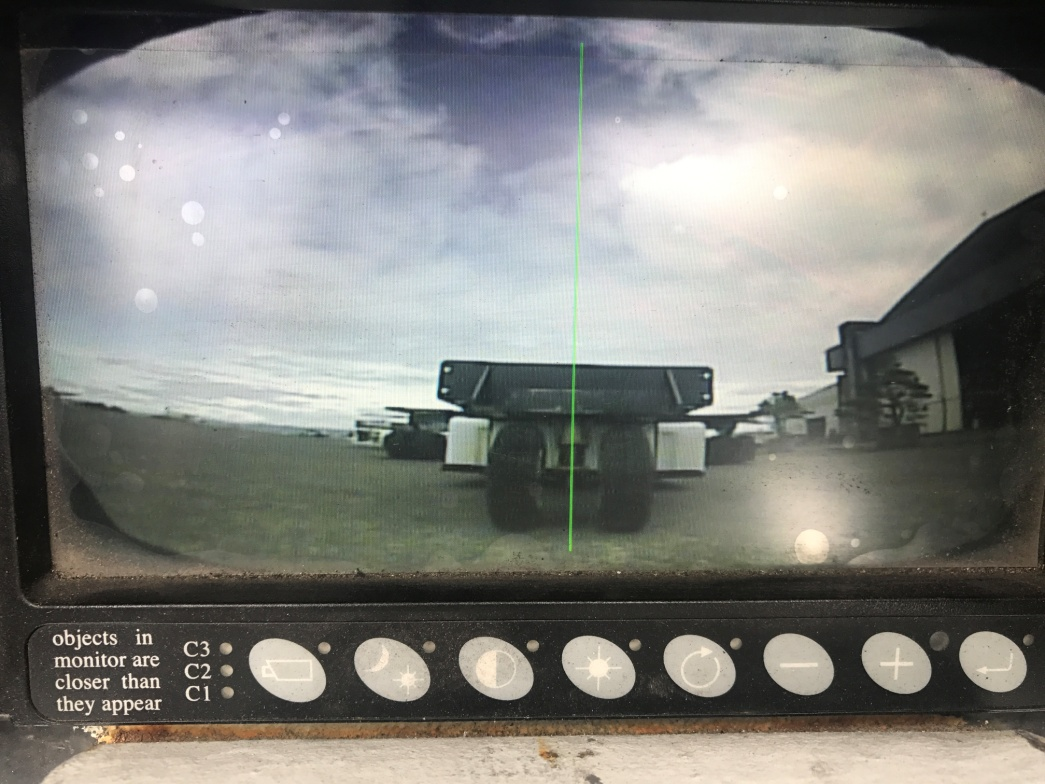 objects in
monitor are
closer than
they appear
C3
C2
C1